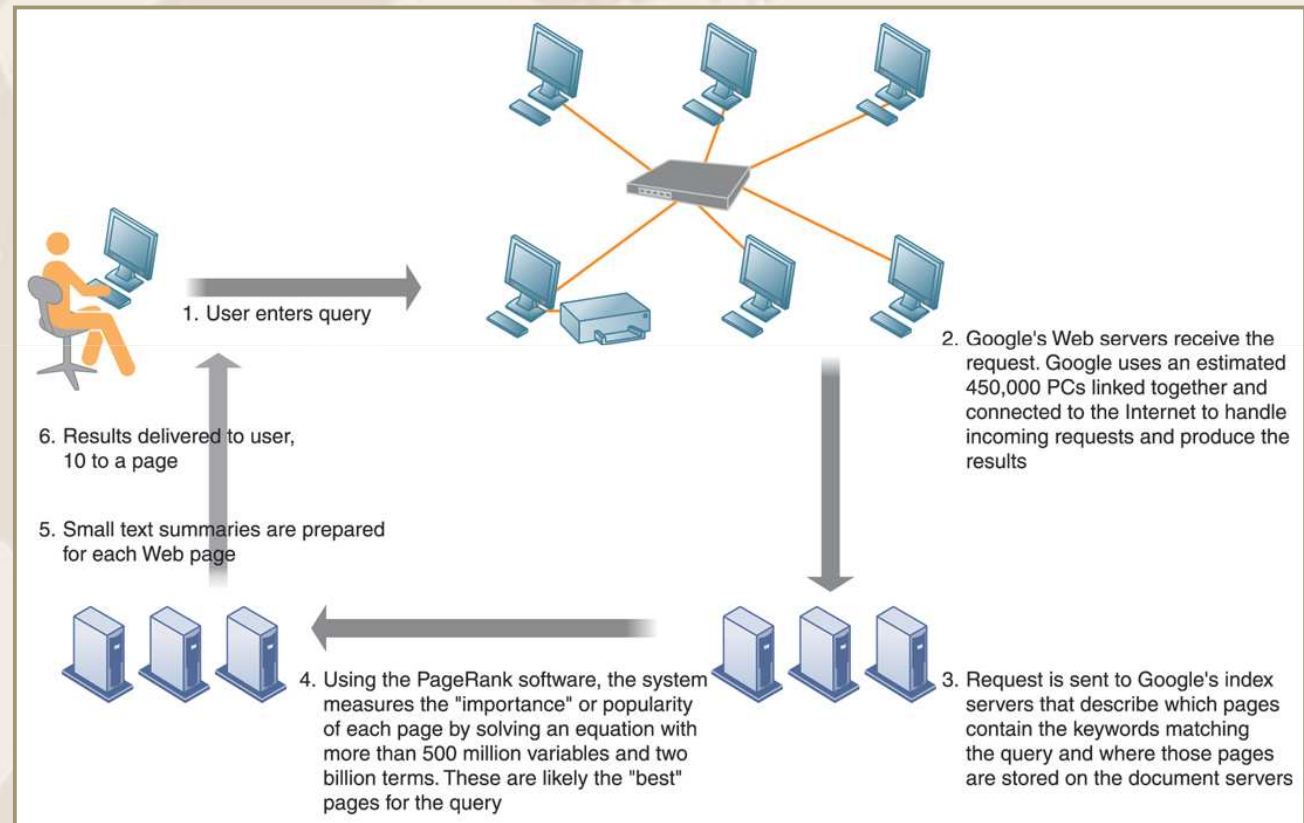 1. User enters query
2. Google's Web servers receive the
request. Google uses an estimated
450,000 PCs linked together and
connected to the Internet to handle
incoming requests and produce the
results
3. Request is sent to Google's index
servers that describe which pages
contain the keywords matching
the query and where those pages
are stored on the document servers
4. Using the PageRank software, the system
measures the "importance" or popularity
of each page by solving an equation with
more than 500 million variables and two
billion terms. These are likely the "best"
pages for the query
5. Small text summaries are prepared
for each Web page
6. Results delivered to user,
10 to a page